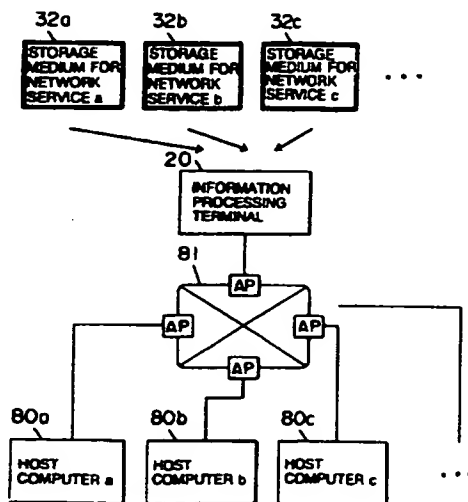 32a 32b 32c
STORAGE MEDIUM FOR NETWORK SERVICE a
STORAGE MEDIUM FOR NETWORK SERVICE b
STORAGE MEDIUM FOR NETWORK SERVICE c
...
20
INFORMATION
PROCESSING
TERMINAL
81
AP
AP AP
AP
80a 80b 80c
HOST COMPUTER a
HOST COMPUTER b
HOST COMPUTER c
...